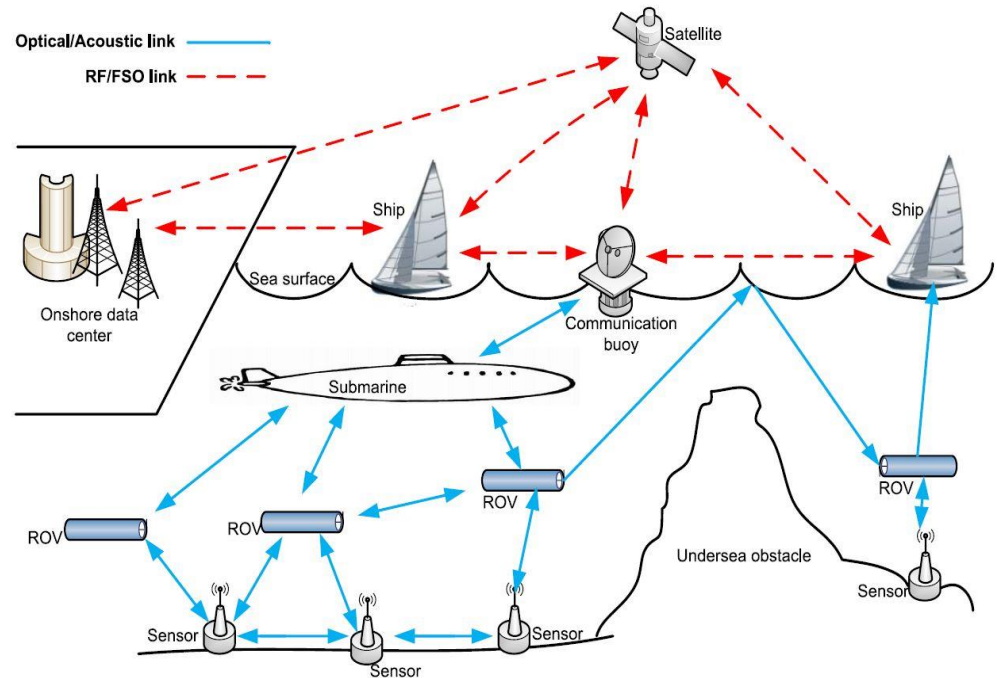 Optical/Acoustic link
RF/FSO link
Satellite
Ship
Ship
Sea surface
Onshore data
center
Communication
buoy
Submarine
ROV
ROV
ROV
ROV
Undersea obstacle
Sensor
Sensor
Sensor
Sensor